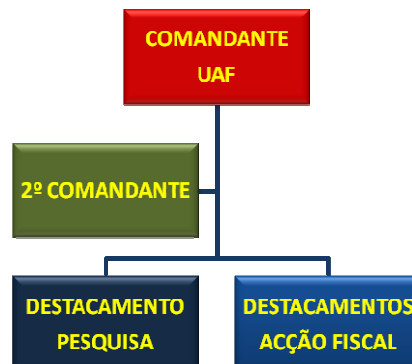 COMANDANTE
UAF
2º COMANDANTE
DESTACAMENTO
PESQUISA
DESTACAMENTOS
ACÇÃO FISCAL